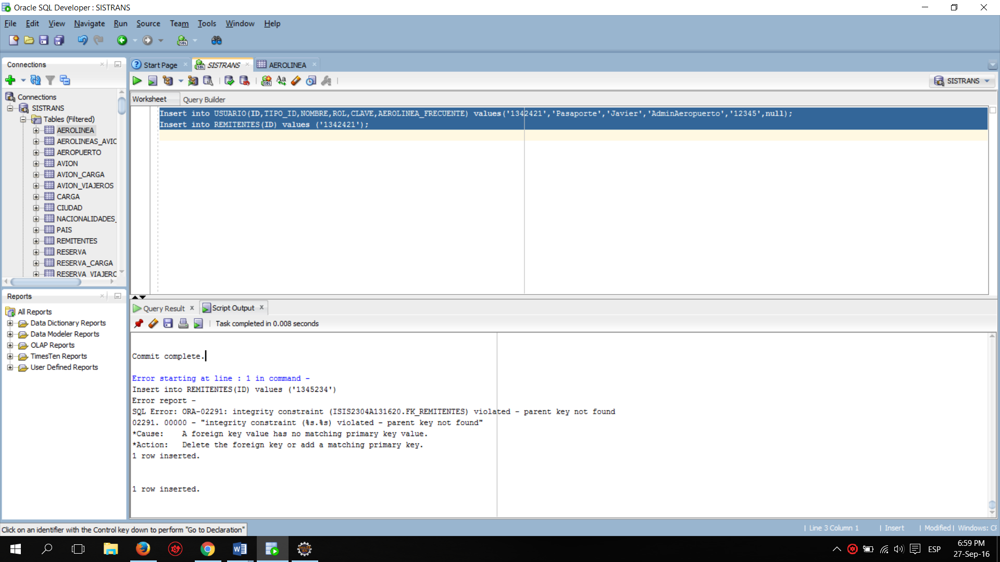 Oracle SQL Developer : SISTRANS
File Edit View Navigate Run Source Team Tools Window Help
Connections
Start Page
SISTRANS
AEROLINEA
SISTRANS
Worksheet
Query Builder
Connections
SISTRANS
Tables (Filtered)
AEROLINEA
AEROLINEAS_AVIC
AEROPUERTO
AVION
AVION_CARGA
AVION_VIAJEROS
CARGA
CIUDAD
NACIONALIDADES_
PAIS
REMITENTES
RESERVA
RESERVA_CARGA
RESERVA_VIAJERC
Insert into USUARIO(ID,TIPO_ID,NOMBRE,ROL,CLAVE,AEROLINEA_FRECUENTE) values('1342421','Pasaporte','Javier','AdminAeropuerto','12345',null);
Insert into REMITENTES(ID) values ('1342421');
Reports
All Reports
Data Dictionary Reports
Data Modeler Reports
OLAP Reports
TimesTen Reports
User Defined Reports
Query Result
Script Output
Task completed in 0.008 seconds
Commit complete.
Error starting at line : 1 in command -
Insert into REMITENTES(ID) values ('1345234')
Error report -
SQL Error: ORA-02291: integrity constraint (ISIS2304A131620.FK_REMITENTES) violated - parent key not found
02291. 00000 - "integrity constraint (%s.%s) violated - parent key not found"
*Cause:    A foreign key value has no matching primary key value.
*Action:   Delete the foreign key or add a matching primary key.
1 row inserted.
1 row inserted.
Click on an identifier with the Control key down to perform "Go to Declaration"
Line 3 Column 1
Insert
Modified
Windows: CF
ESP
6:59 PM
27-Sep-16